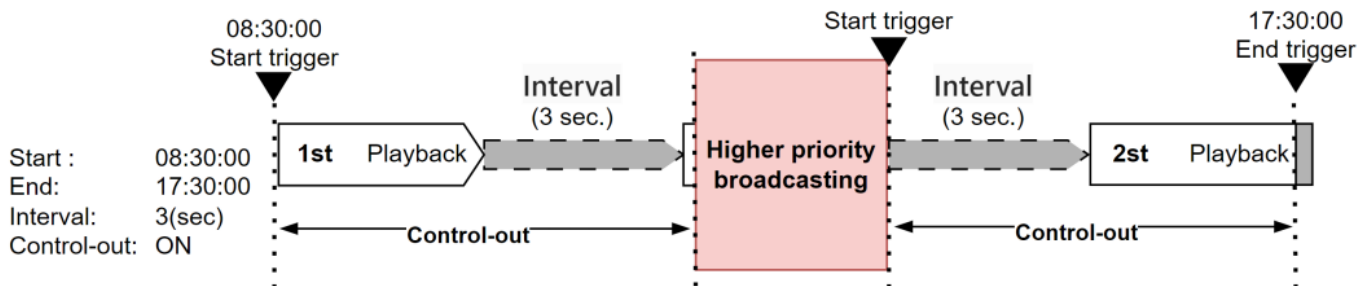 08:30:00
Start trigger
Start trigger
17:30:00
End trigger
Interval
(3 sec.)
Interval
(3 sec.)
1st Playback
Higher priority
broadcasting
2st Playback
Start : 08:30:00
End: 17:30:00
Interval: 3(sec)
Control-out: ON
Control-out
Control-out